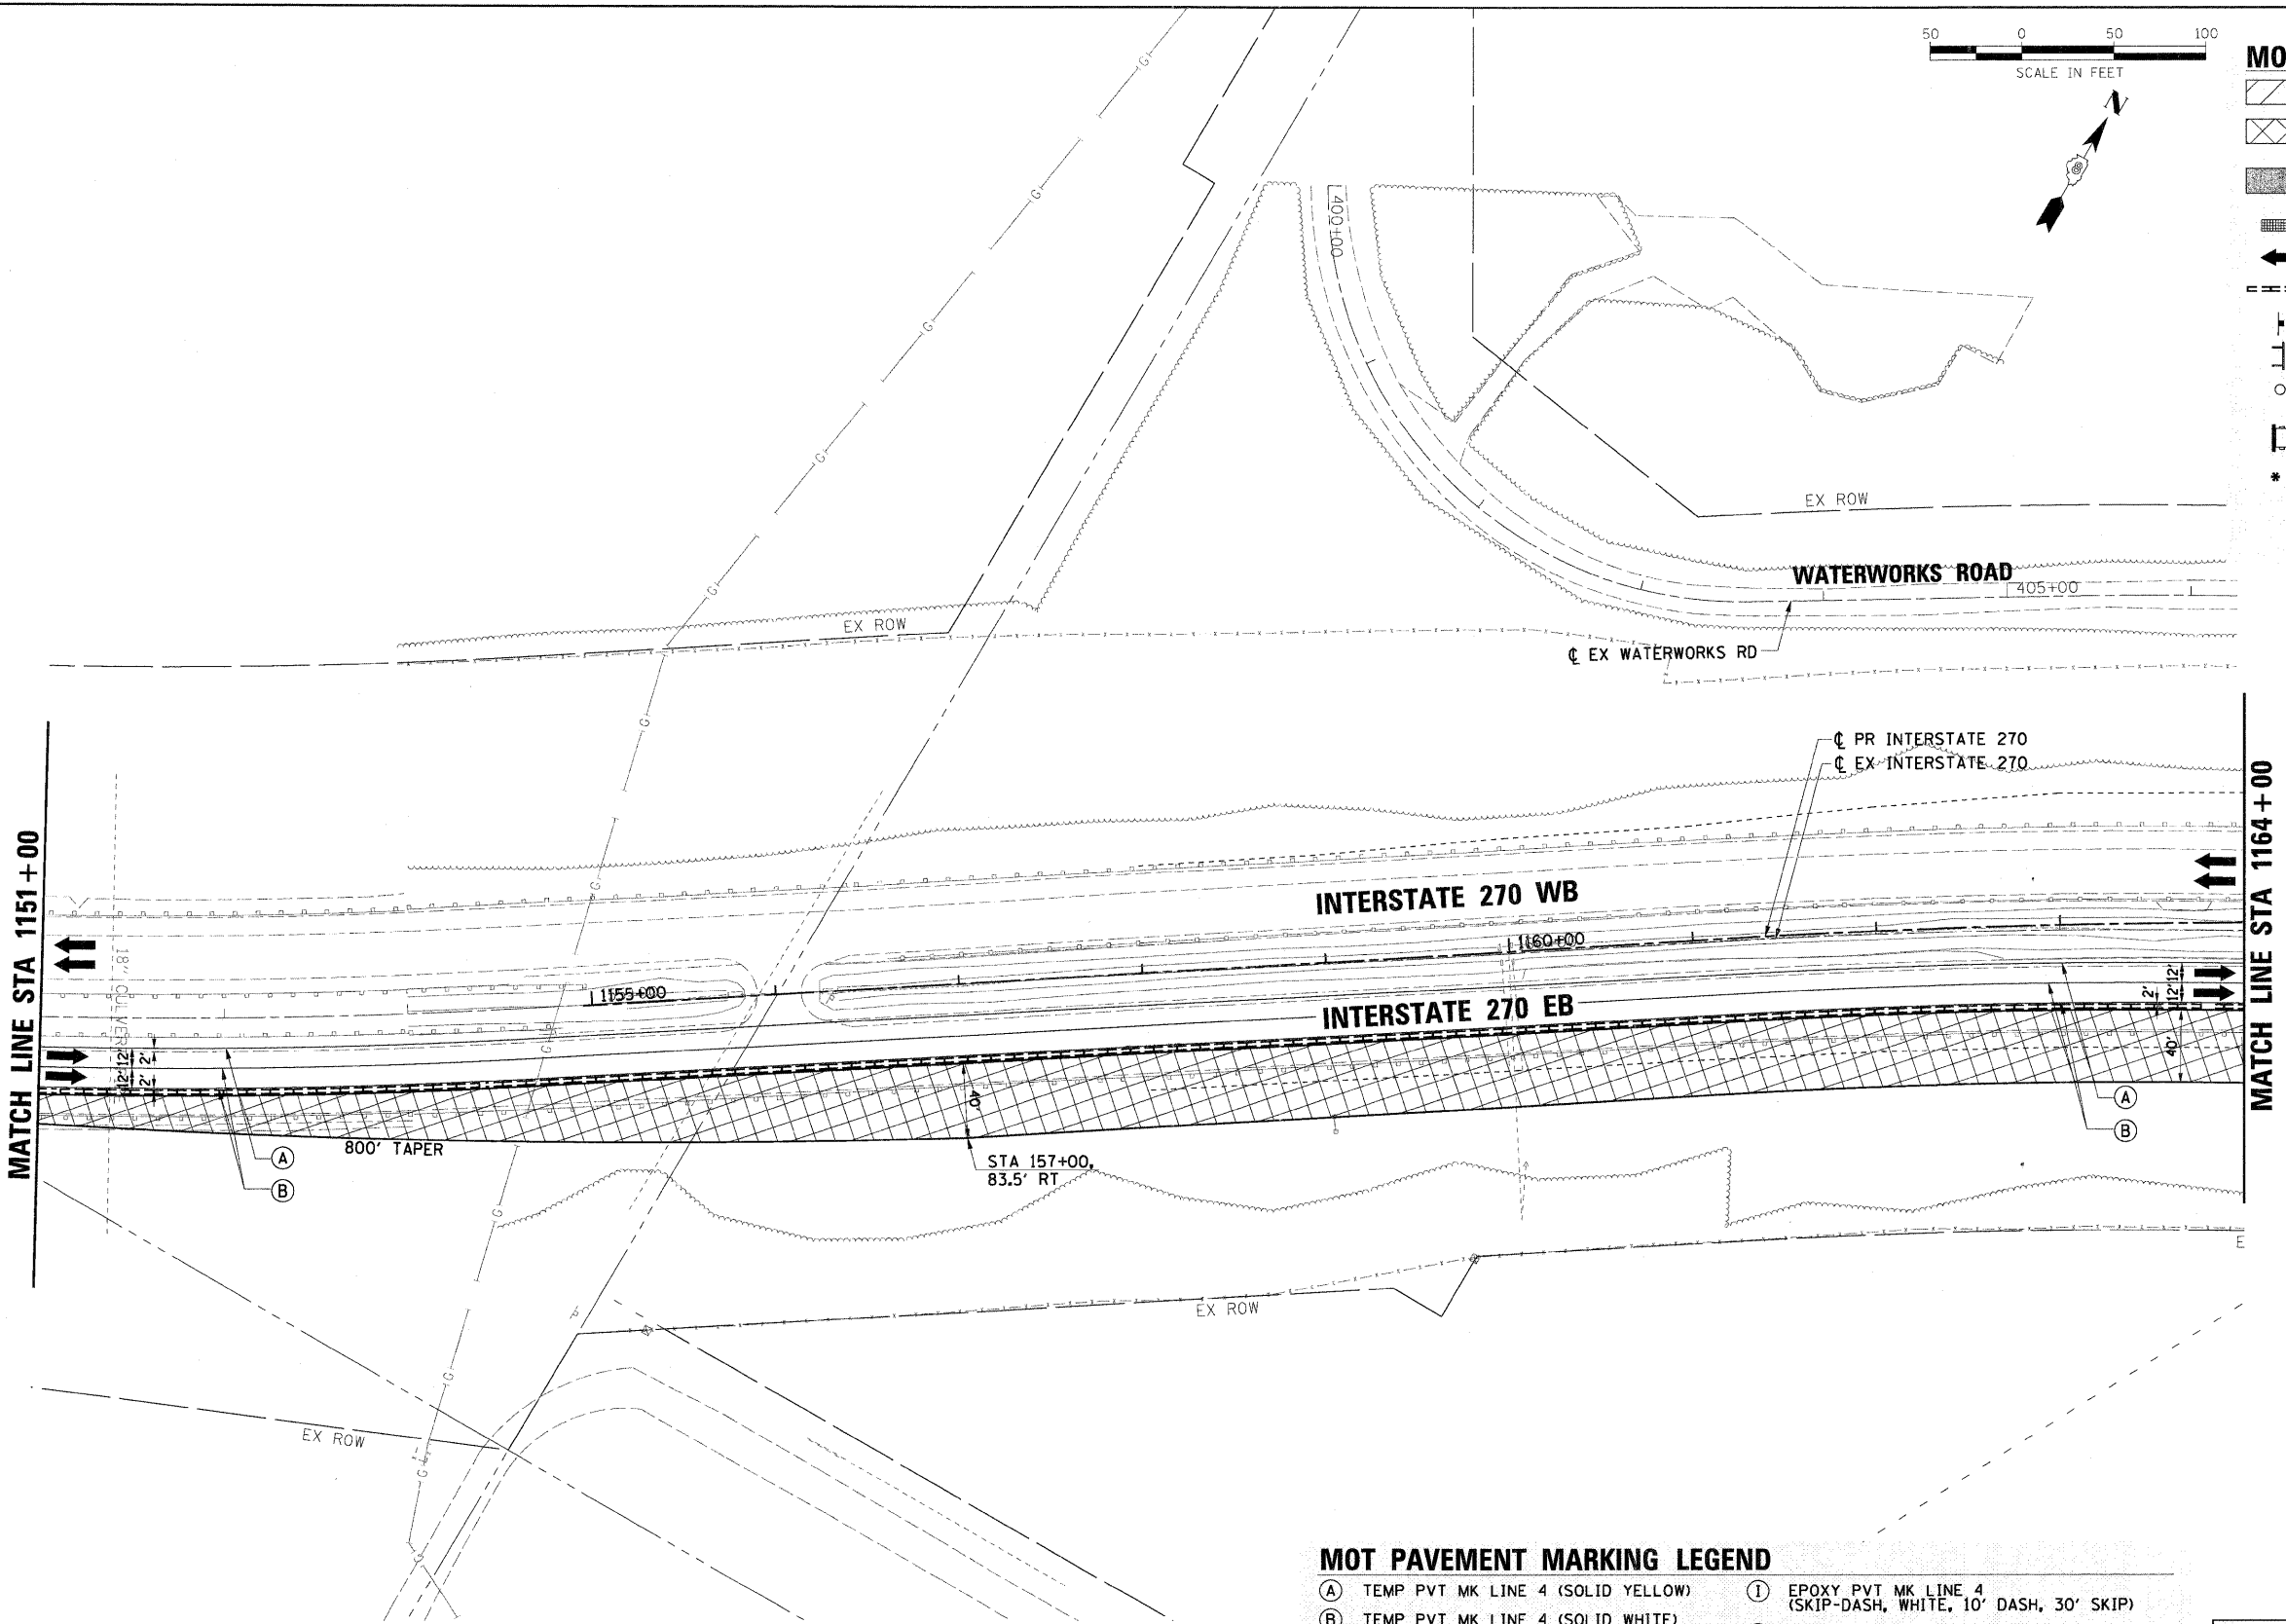 50 0 50 100
SCALE IN FEET
N
MO
400+00
EX ROW
WATERWORKS ROAD
405+00
EX ROW
℄ EX WATERWORKS RD
℄ PR INTERSTATE 270
℄ EX INTERSTATE 270
MATCH LINE STA 1151+00
MATCH LINE STA 1164+00
INTERSTATE 270 WB
1160+00
18" CULVERT
1155+00
INTERSTATE 270 EB
12' 12'
2'
2'
12' 12'
2'
40'
40'
800' TAPER
A
B
A
B
STA 157+00,
83.5' RT
E
EX ROW
EX ROW
G
MOT PAVEMENT MARKING LEGEND
A TEMP PVT MK LINE 4 (SOLID YELLOW)
B TEMP PVT MK LINE 4 (SOLID WHITE)
I EPOXY PVT MK LINE 4
(SKIP-DASH, WHITE, 10' DASH, 30' SKIP)